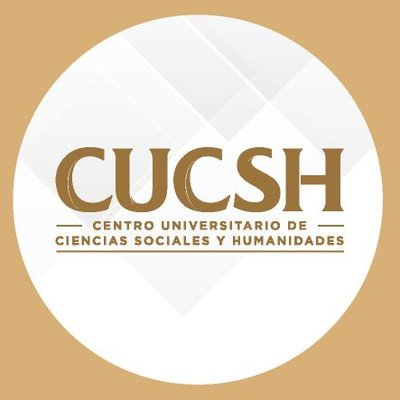 CUCSH
CENTRO UNIVERSITARIO DE
CIENCIAS SOCIALES Y HUMANIDADES